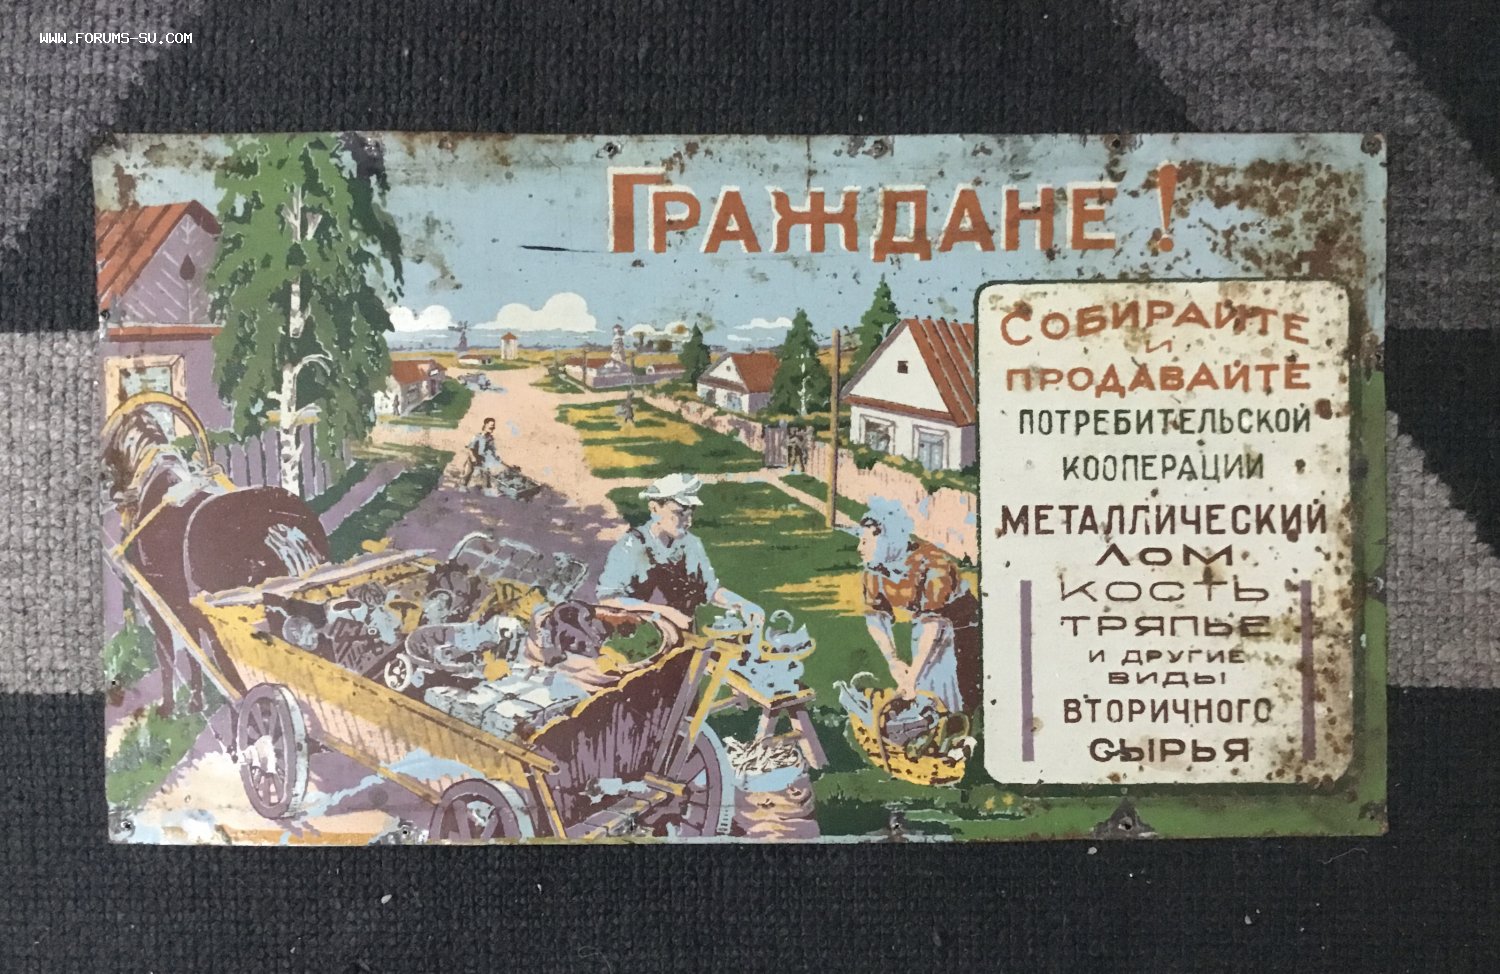 WWW.FORUMS-SU.COM
ГРАЖДАНЕ!
СОБИРАЙТЕ
И
ПРОДАВАЙТЕ
ПОТРЕБИТЕЛЬСКОЙ
КООПЕРАЦИИ
МЕТАЛЛИЧЕСКИЙ
ЛОМ
КОСТЬ
ТРЯПЬЕ
И ДРУГИЕ
ВИДЫ
ВТОРИЧНОГО
СЫРЬЯ